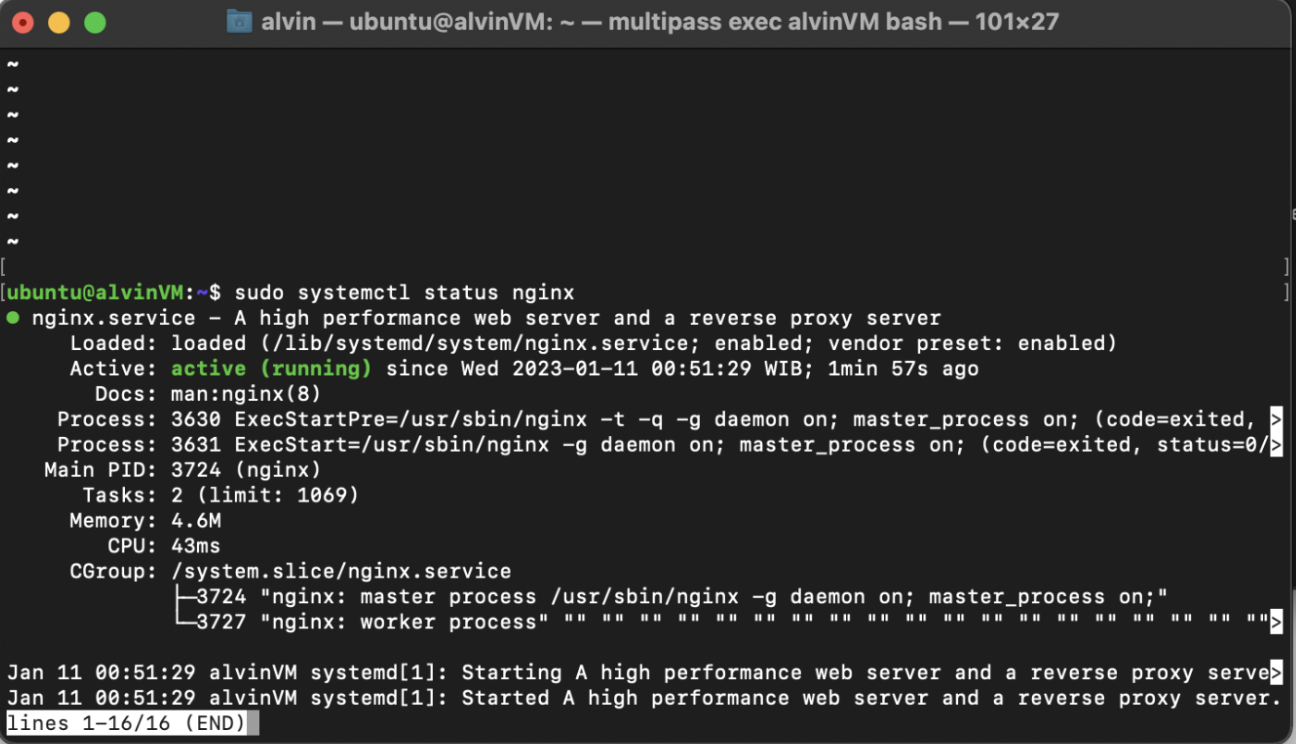 alvin — ubuntu@alvinVM: ~ — multipass exec alvinVM bash — 101×27
~
~
~
~
~
~
~
~
[ ]
[ubuntu@alvinVM:~$ sudo systemctl status nginx ]
● nginx.service - A high performance web server and a reverse proxy server
Loaded: loaded (/lib/systemd/system/nginx.service; enabled; vendor preset: enabled)
Active: active (running) since Wed 2023-01-11 00:51:29 WIB; 1min 57s ago
Docs: man:nginx(8)
Process: 3630 ExecStartPre=/usr/sbin/nginx -t -q -g daemon on; master_process on; (code=exited, >
Process: 3631 ExecStart=/usr/sbin/nginx -g daemon on; master_process on; (code=exited, status=0/>
Main PID: 3724 (nginx)
Tasks: 2 (limit: 1069)
Memory: 4.6M
CPU: 43ms
CGroup: /system.slice/nginx.service
├─3724 "nginx: master process /usr/sbin/nginx -g daemon on; master_process on;"
└─3727 "nginx: worker process" "" "" "" "" "" "" "" "" "" "" "" "" "" "" "" "" "" "" "">
Jan 11 00:51:29 alvinVM systemd[1]: Starting A high performance web server and a reverse proxy serve>
Jan 11 00:51:29 alvinVM systemd[1]: Started A high performance web server and a reverse proxy server.
lines 1-16/16 (END)